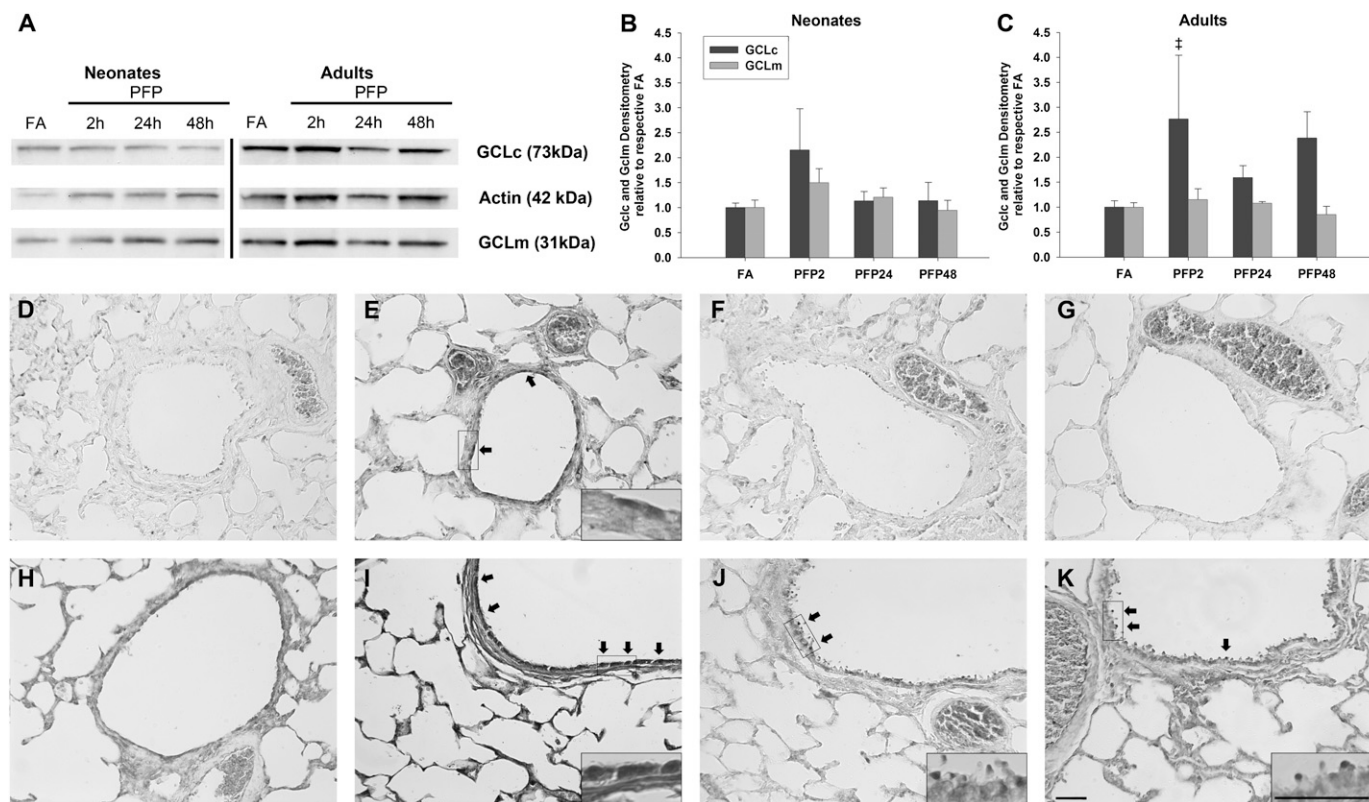 A
Neonates
Adults
PFP
PFP
FA 2h 24h 48h FA 2h 24h 48h
GCLc (73kDa)
Actin (42 kDa)
GCLm (31kDa)
B
Neonates
Gclc and Gclm Densitometry
relative to respective FA
4.5
4.0
3.5
3.0
2.5
2.0
1.5
1.0
0.5
0.0
GCLc
GCLm
FA PFP2 PFP24 PFP48
C
Adults
Gclc and Gclm Densitometry
relative to respective FA
4.5
4.0
3.5
3.0
2.5
2.0
1.5
1.0
0.5
0.0
‡
FA PFP2 PFP24 PFP48
D
E
F
G
H
I
J
K